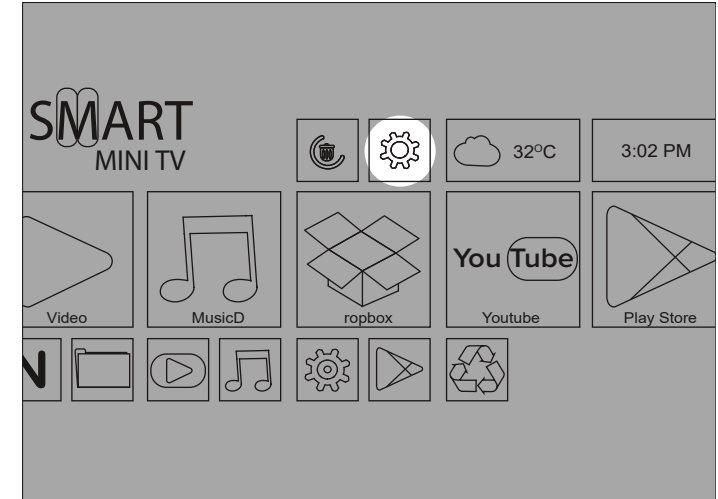 SMART
MINI TV
32°C
3:02 PM
Video
MusicD
ropbox
You Tube
Youtube
Play Store
N